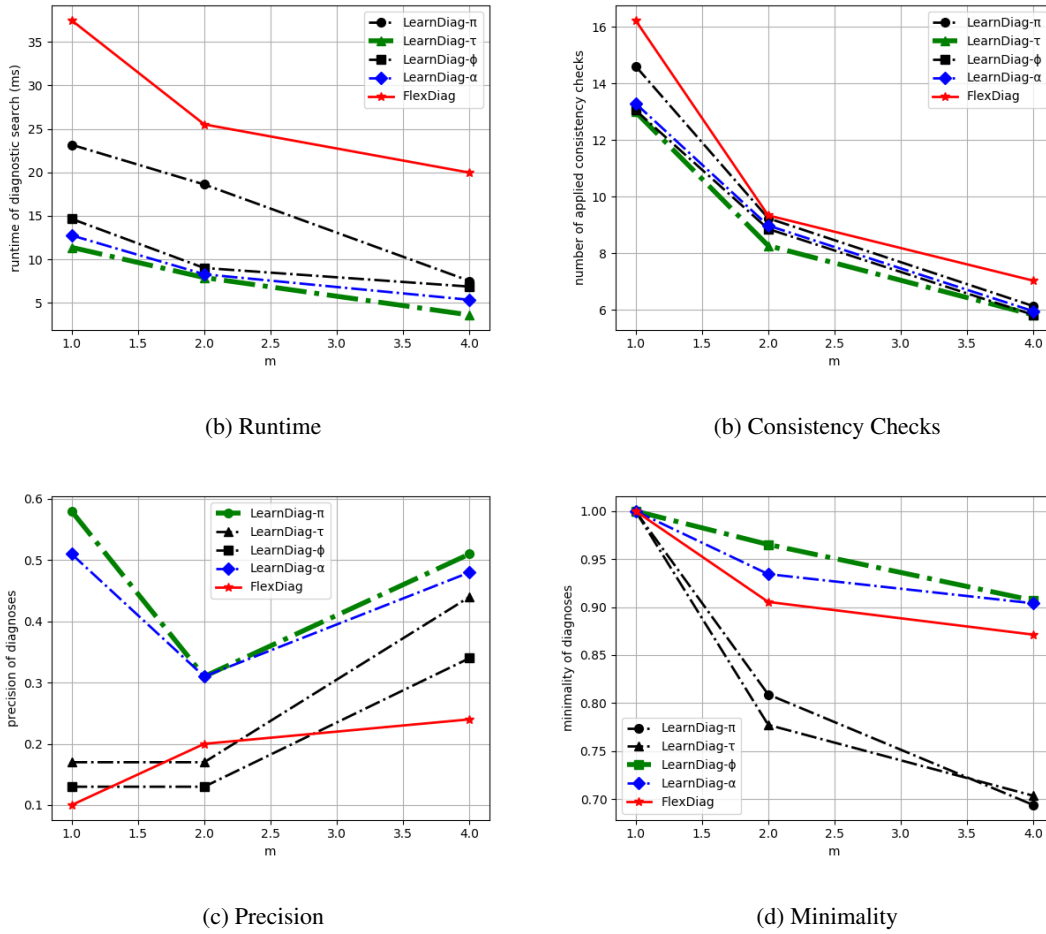 runtime of diagnostic search (ms)
35
30
25
20
15
10
5
LearnDiag-π
LearnDiag-τ
LearnDiag-ϕ
LearnDiag-α
FlexDiag
1.0 1.5 2.0 2.5 3.0 3.5 4.0
m
(b) Runtime
number of applied consistency checks
16
14
12
10
8
6
LearnDiag-π
LearnDiag-τ
LearnDiag-ϕ
LearnDiag-α
FlexDiag
1.0 1.5 2.0 2.5 3.0 3.5 4.0
m
(b) Consistency Checks
precision of diagnoses
0.6
0.5
0.4
0.3
0.2
0.1
LearnDiag-π
LearnDiag-τ
LearnDiag-ϕ
LearnDiag-α
FlexDiag
1.0 1.5 2.0 2.5 3.0 3.5 4.0
m
(c) Precision
minimality of diagnoses
1.00
0.95
0.90
0.85
0.80
0.75
0.70
LearnDiag-π
LearnDiag-τ
LearnDiag-ϕ
LearnDiag-α
FlexDiag
1.0 1.5 2.0 2.5 3.0 3.5 4.0
m
(d) Minimality